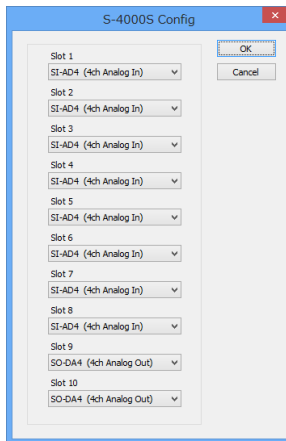 S-4000S Config
OK
Cancel
Slot 1
SI-AD4 (4ch Analog In)
Slot 2
SI-AD4 (4ch Analog In)
Slot 3
SI-AD4 (4ch Analog In)
Slot 4
SI-AD4 (4ch Analog In)
Slot 5
SI-AD4 (4ch Analog In)
Slot 6
SI-AD4 (4ch Analog In)
Slot 7
SI-AD4 (4ch Analog In)
Slot 8
SI-AD4 (4ch Analog In)
Slot 9
SO-DA4 (4ch Analog Out)
Slot 10
SO-DA4 (4ch Analog Out)